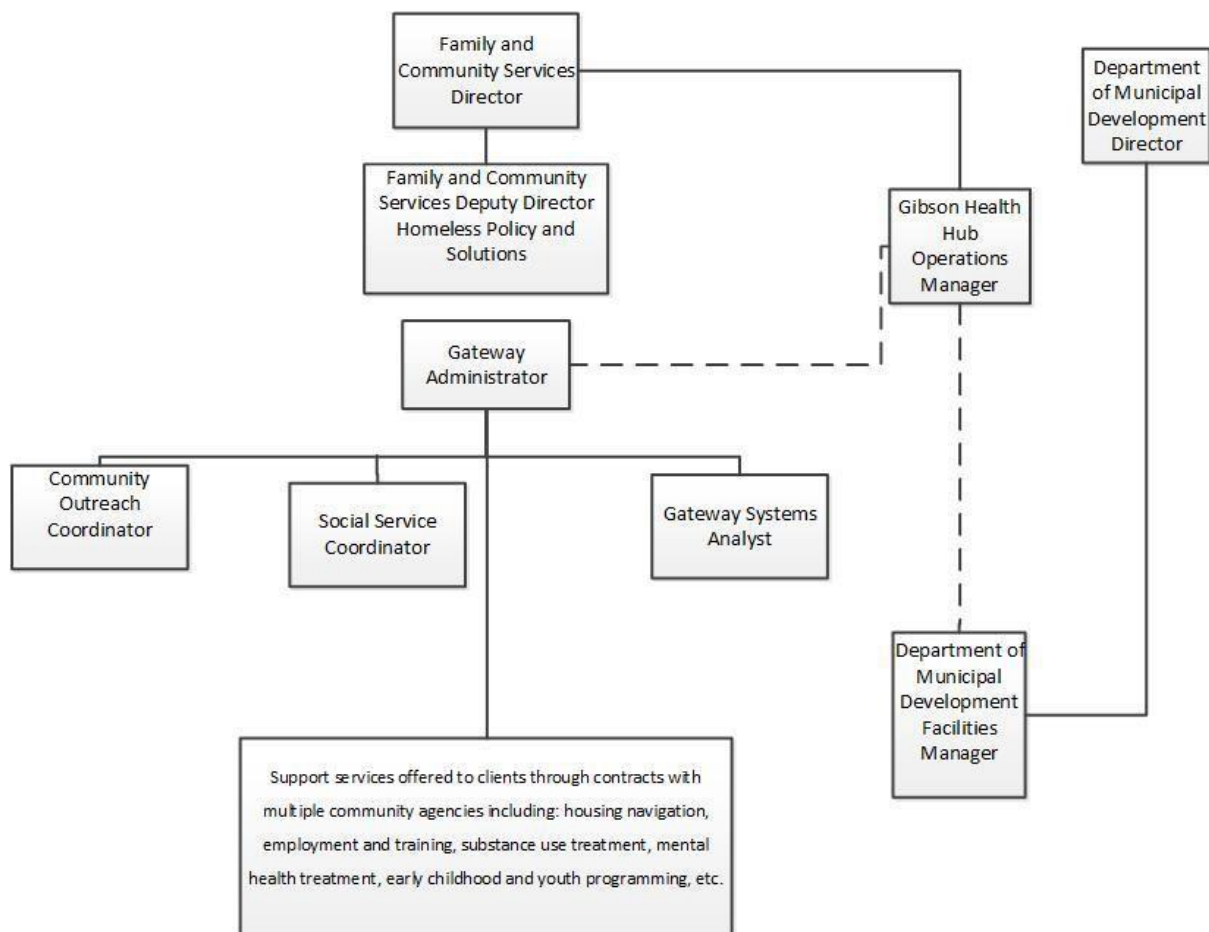 Family and
Community Services
Director
Department
of Municipal
Development
Director
Family and Community
Services Deputy Director
Homeless Policy and
Solutions
Gibson Health
Hub
Operations
Manager
Gateway
Administrator
Community
Outreach
Coordinator
Social Service
Coordinator
Gateway Systems
Analyst
Department of
Municipal
Development
Facilities
Manager
Support services offered to clients through contracts with
multiple community agencies including: housing navigation,
employment and training, substance use treatment, mental
health treatment, early childhood and youth programming, etc.